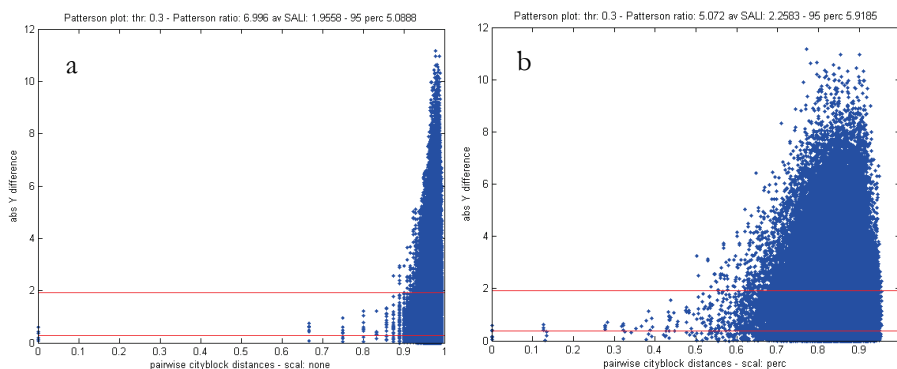 Patterson plot: thr: 0.3 - Patterson ratio: 6.996 av SALI: 1.9558 - 95 perc 5.0888
a
12
10
8
6
4
2
0
abs Y difference
0 0.1 0.2 0.3 0.4 0.5 0.6 0.7 0.8 0.9 1
pairwise cityblock distances - scal: none
Patterson plot: thr: 0.3 - Patterson ratio: 5.072 av SALI: 2.2583 - 95 perc 5.9185
b
12
10
8
6
4
2
0
abs Y difference
0 0.1 0.2 0.3 0.4 0.5 0.6 0.7 0.8 0.9
pairwise cityblock distances - scal: perc